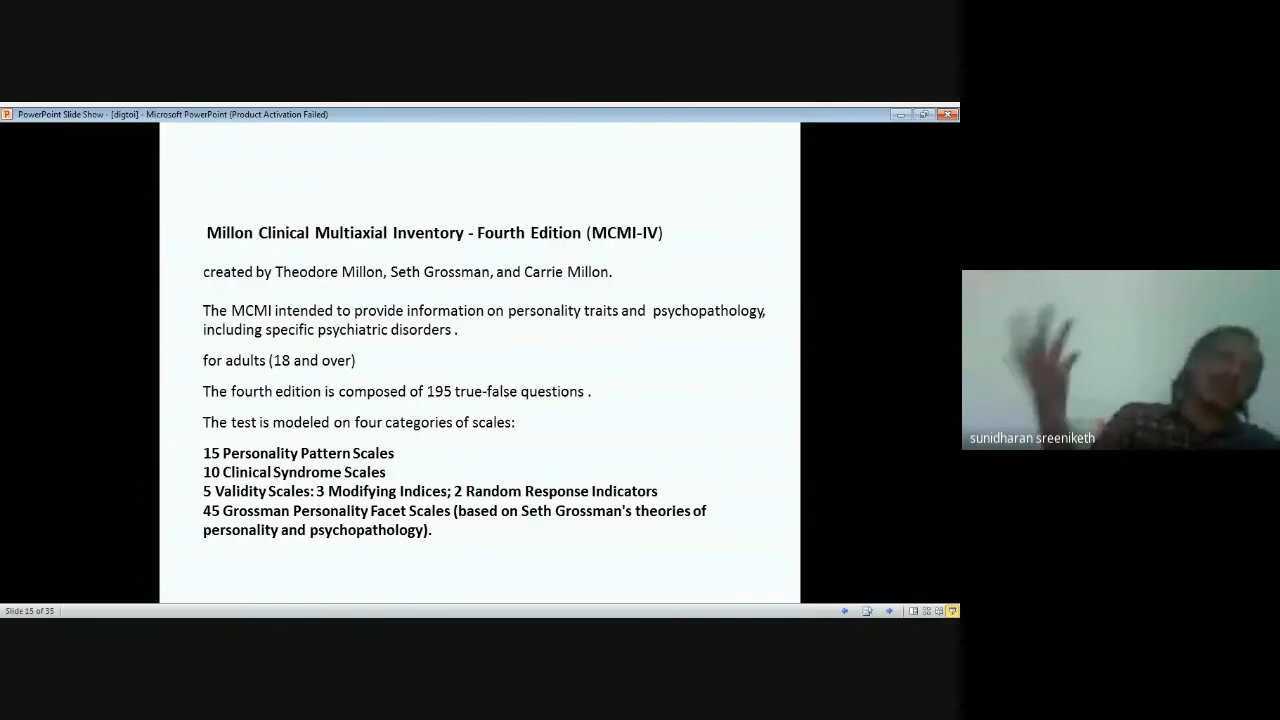 PowerPoint Slide Show - [digtoi] - Microsoft PowerPoint (Product Activation Failed)
Millon Clinical Multiaxial Inventory - Fourth Edition (MCMI-IV)
created by Theodore Millon, Seth Grossman, and Carrie Millon.
The MCMI intended to provide information on personality traits and psychopathology,
including specific psychiatric disorders .
for adults (18 and over)
The fourth edition is composed of 195 true-false questions .
The test is modeled on four categories of scales:
15 Personality Pattern Scales
10 Clinical Syndrome Scales
5 Validity Scales: 3 Modifying Indices; 2 Random Response Indicators
45 Grossman Personality Facet Scales (based on Seth Grossman's theories of
personality and psychopathology).
sunidharan sreeniketh
Slide 15 of 35